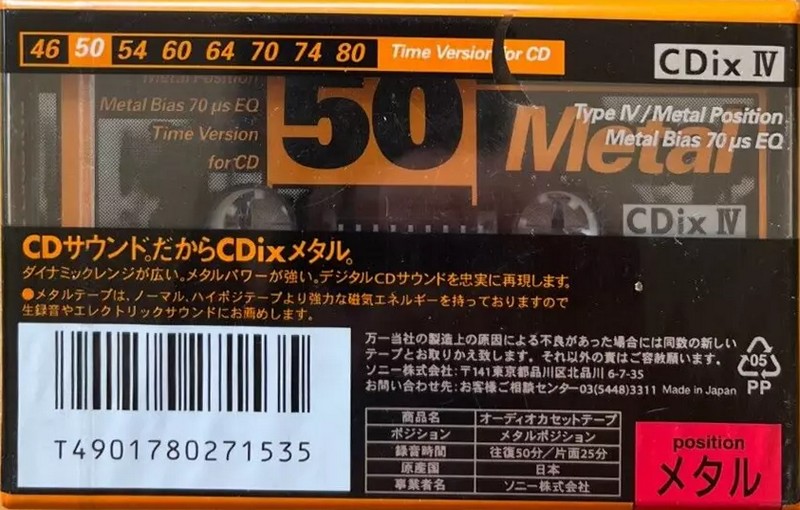 46 50 54 60 64 70 74 80 Time Version for CD
CDix IV
Metal Position
Metal Bias 70 μs EQ
Time Version
for CD
50
Metal
Type IV/Metal Position
Metal Bias 70 μs EQ
CDix IV
CDサウンド。だからCDixメタル。
ダイナミックレンジが広い。メタルパワーが強い。デジタルCDサウンドを忠実に再現します。
●メタルテープは、ノーマル、ハイポジテープより強力な磁気エネルギーを持っておりますので
生録音やエレクトリックサウンドにお薦めします。
万一当社の製造上の原因による不良があった場合には同数の新しい
テープとお取りかえ致します。それ以外の責はご容赦願います。
ソニー株式会社：〒141東京都品川区北品川 6-7-35
お問い合わせ先：お客様ご相談センター03(5448)3311 Made in Japan
05
PP
T4901780271535
商品名 オーディオカセットテープ
ポジション メタルポジション
録音時間 往復50分／片面25分
原産国 日本
事業者名 ソニー株式会社
position
メタル